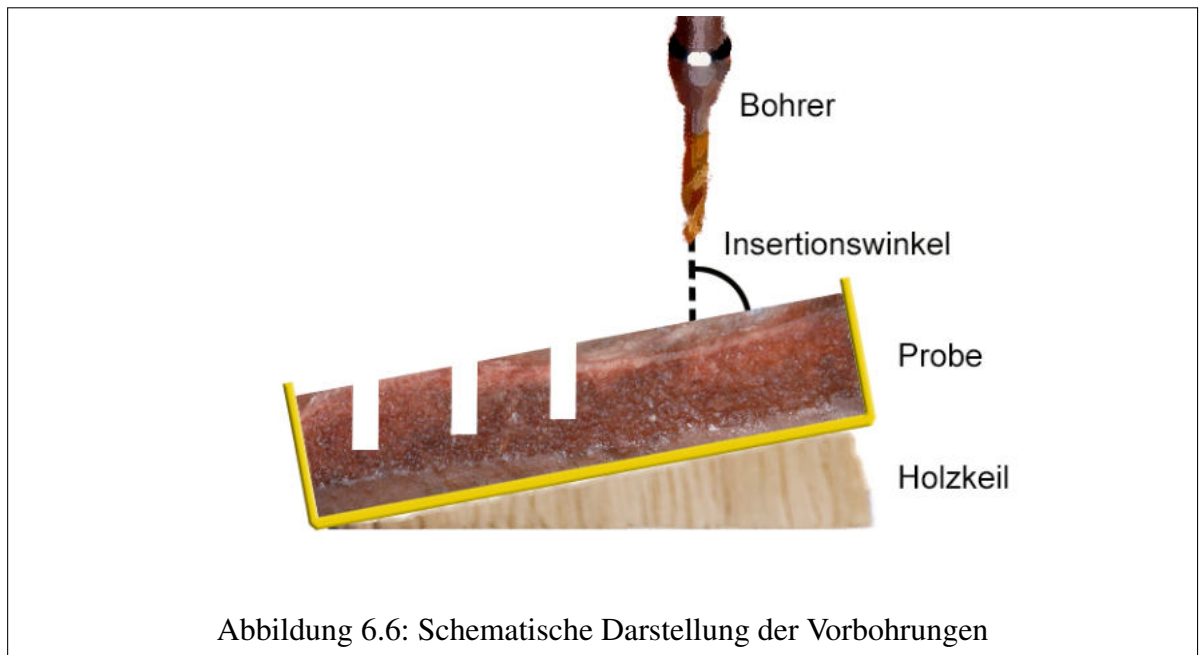 Bohrer
Insertionswinkel
Probe
Holzkeil
Abbildung 6.6: Schematische Darstellung der Vorbohrungen